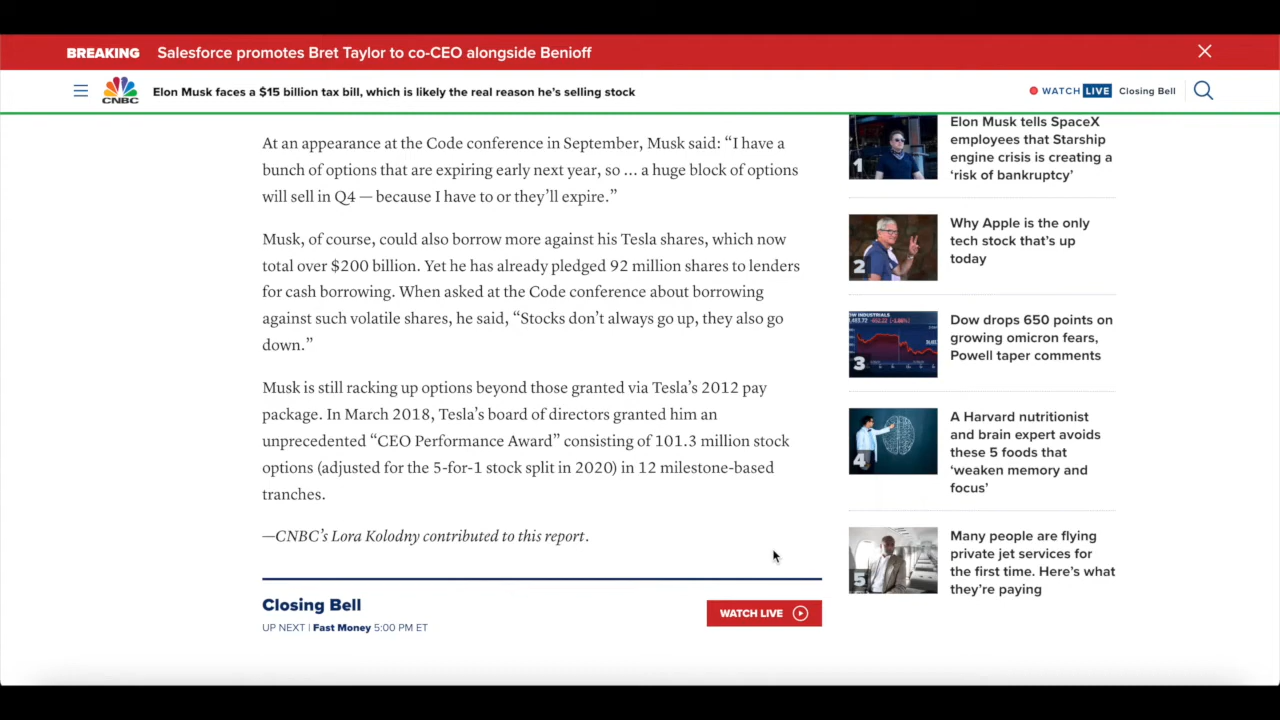 BREAKING Salesforce promotes Bret Taylor to co-CEO alongside Benioff
CNBC
Elon Musk faces a $15 billion tax bill, which is likely the real reason he's selling stock
WATCH LIVE Closing Bell
At an appearance at the Code conference in September, Musk said: “I have a
bunch of options that are expiring early next year, so … a huge block of options
will sell in Q4 — because I have to or they’ll expire.”
Musk, of course, could also borrow more against his Tesla shares, which now
total over $200 billion. Yet he has already pledged 92 million shares to lenders
for cash borrowing. When asked at the Code conference about borrowing
against such volatile shares, he said, “Stocks don’t always go up, they also go
down.”
Musk is still racking up options beyond those granted via Tesla’s 2012 pay
package. In March 2018, Tesla’s board of directors granted him an
unprecedented “CEO Performance Award” consisting of 101.3 million stock
options (adjusted for the 5-for-1 stock split in 2020) in 12 milestone-based
tranches.
—CNBC’s Lora Kolodny contributed to this report.
Closing Bell
UP NEXT | Fast Money 5:00 PM ET
WATCH LIVE
1
Elon Musk tells SpaceX
employees that Starship
engine crisis is creating a
‘risk of bankruptcy’
2
Why Apple is the only
tech stock that’s up
today
3
Dow drops 650 points on
growing omicron fears,
Powell taper comments
4
A Harvard nutritionist
and brain expert avoids
these 5 foods that
‘weaken memory and
focus’
5
Many people are flying
private jet services for
the first time. Here’s what
they’re paying